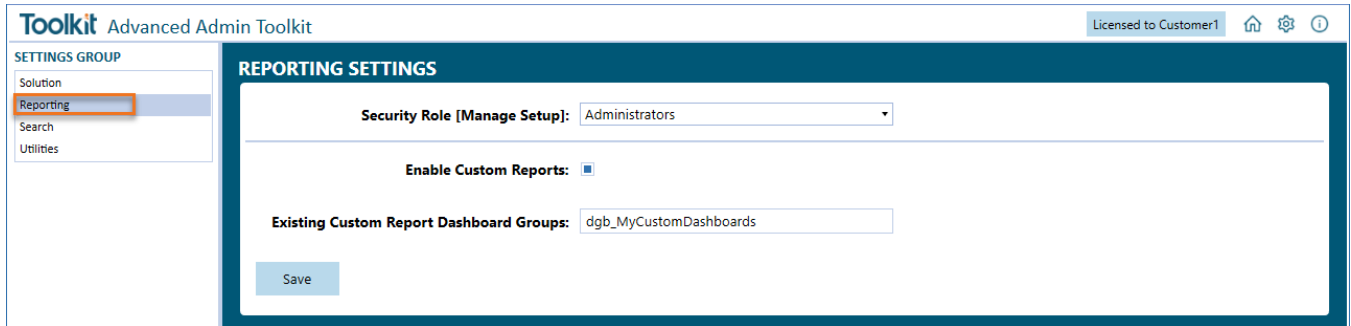 Toolkit Advanced Admin Toolkit
Licensed to Customer1
SETTINGS GROUP
Solution
Reporting
Search
Utilities
REPORTING SETTINGS
Security Role [Manage Setup]: Administrators
Enable Custom Reports:
Existing Custom Report Dashboard Groups: dgb_MyCustomDashboards
Save